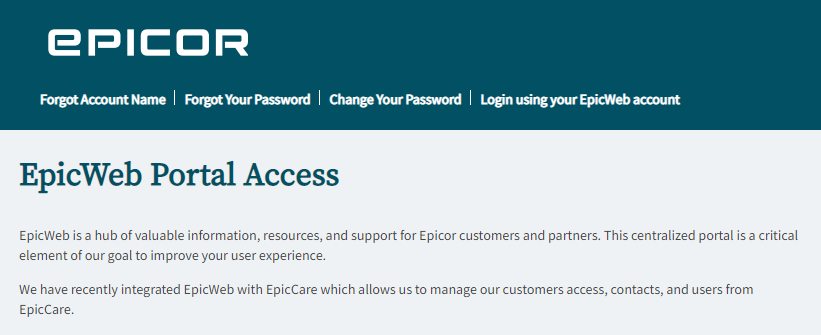 EPICOR
Forgot Account Name | Forgot Your Password | Change Your Password | Login using your EpicWeb account
EpicWeb Portal Access
EpicWeb is a hub of valuable information, resources, and support for Epicor customers and partners. This centralized portal is a critical
element of our goal to improve your user experience.
We have recently integrated EpicWeb with EpicCare which allows us to manage our customers access, contacts, and users from
EpicCare.